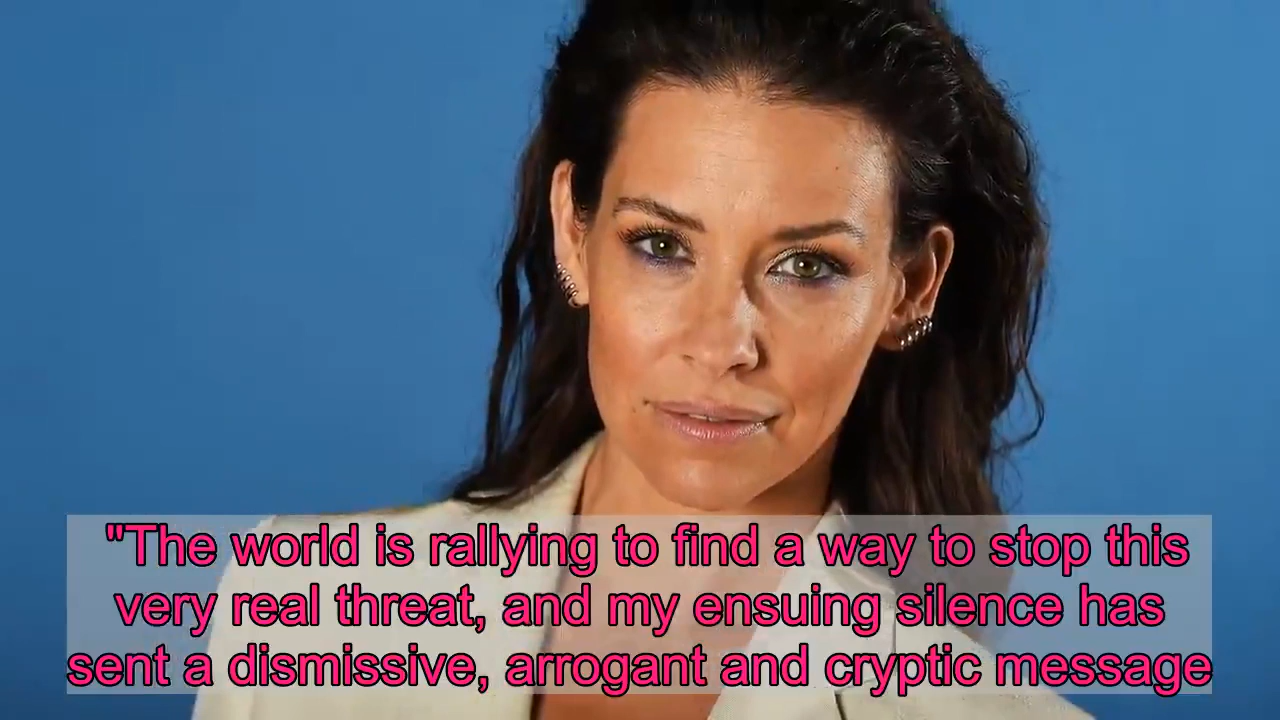 "The world is rallying to find a way to stop this
very real threat, and my ensuing silence has
sent a dismissive, arrogant and cryptic message